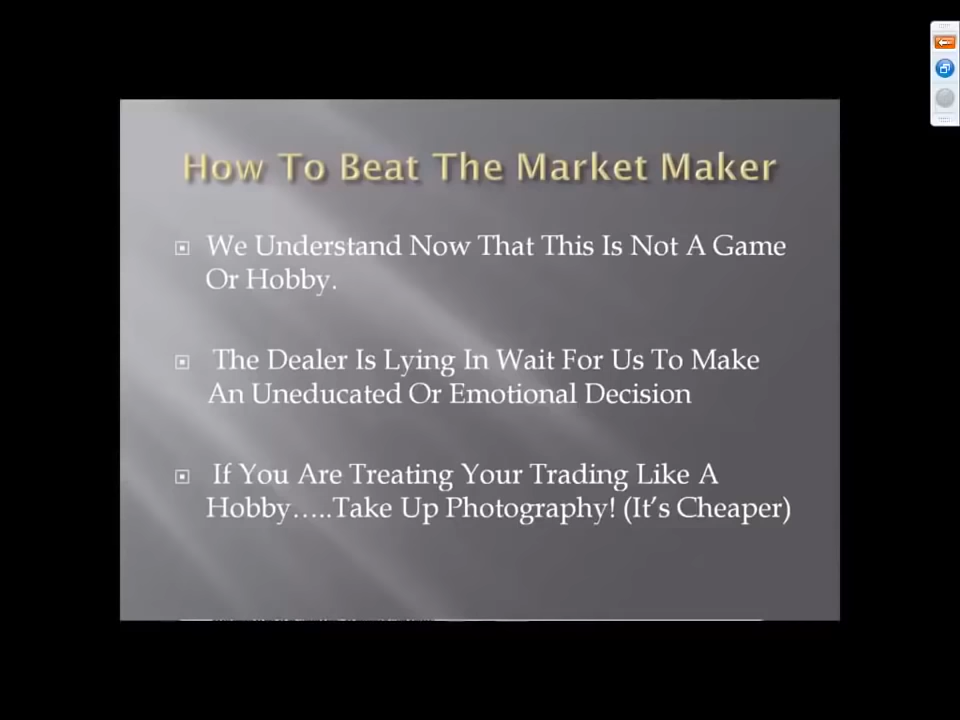 How To Beat The Market Maker
We Understand Now That This Is Not A Game
Or Hobby.
The Dealer Is Lying In Wait For Us To Make
An Uneducated Or Emotional Decision
If You Are Treating Your Trading Like A
Hobby…..Take Up Photography! (It’s Cheaper)